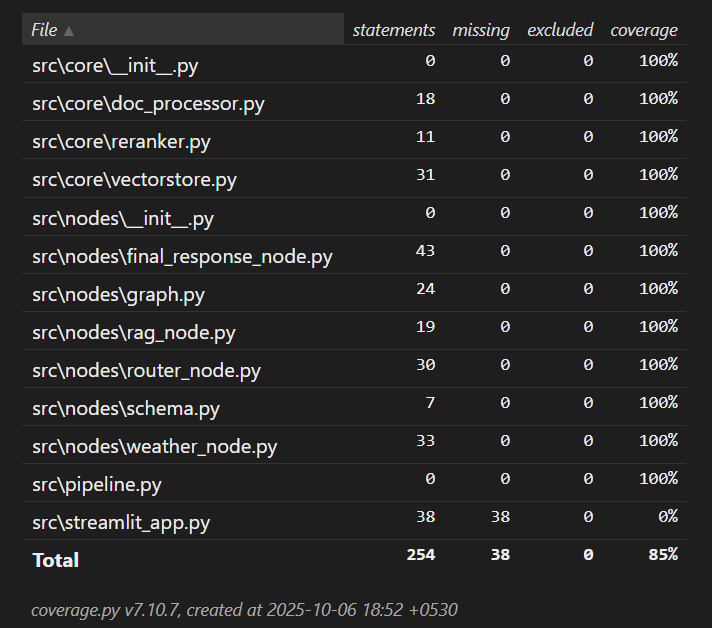 File ▲ statements missing excluded coverage
src\core\__init__.py 0 0 0 100%
src\core\doc_processor.py 18 0 0 100%
src\core\reranker.py 11 0 0 100%
src\core\vectorstore.py 31 0 0 100%
src\nodes\__init__.py 0 0 0 100%
src\nodes\final_response_node.py 43 0 0 100%
src\nodes\graph.py 24 0 0 100%
src\nodes\rag_node.py 19 0 0 100%
src\nodes\router_node.py 30 0 0 100%
src\nodes\schema.py 7 0 0 100%
src\nodes\weather_node.py 33 0 0 100%
src\pipeline.py 0 0 0 100%
src\streamlit_app.py 38 38 0 0%
Total 254 38 0 85%
coverage.py v7.10.7, created at 2025-10-06 18:52 +0530